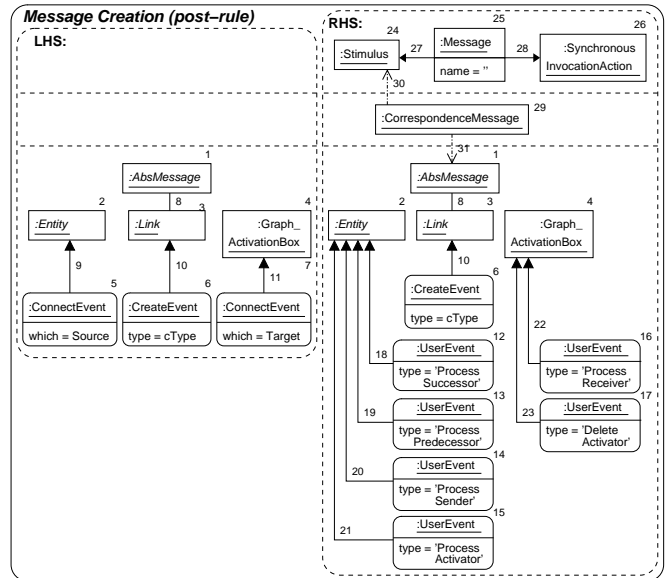 Message Creation (post–rule)
LHS:
1
:AbsMessage
8
2
:Entity
3
:Link
4
:Graph_
ActivationBox
9
10
11
5
:ConnectEvent
which = Source
6
:CreateEvent
type = cType
7
:ConnectEvent
which = Target
RHS:
24
:Stimulus
27
25
:Message
name = ''
28
26
:Synchronous
InvocationAction
30
:CorrespondenceMessage
29
31
1
:AbsMessage
8
2
:Entity
3
:Link
4
:Graph_
ActivationBox
10
6
:CreateEvent
type = cType
12
:UserEvent
type = 'Process
Successor'
18
13
:UserEvent
type = 'Process
Predecessor'
19
14
:UserEvent
type = 'Process
Sender'
20
15
:UserEvent
type = 'Process
Activator'
21
22
16
:UserEvent
type = 'Process
Receiver'
23
17
:UserEvent
type = 'Delete
Activator'